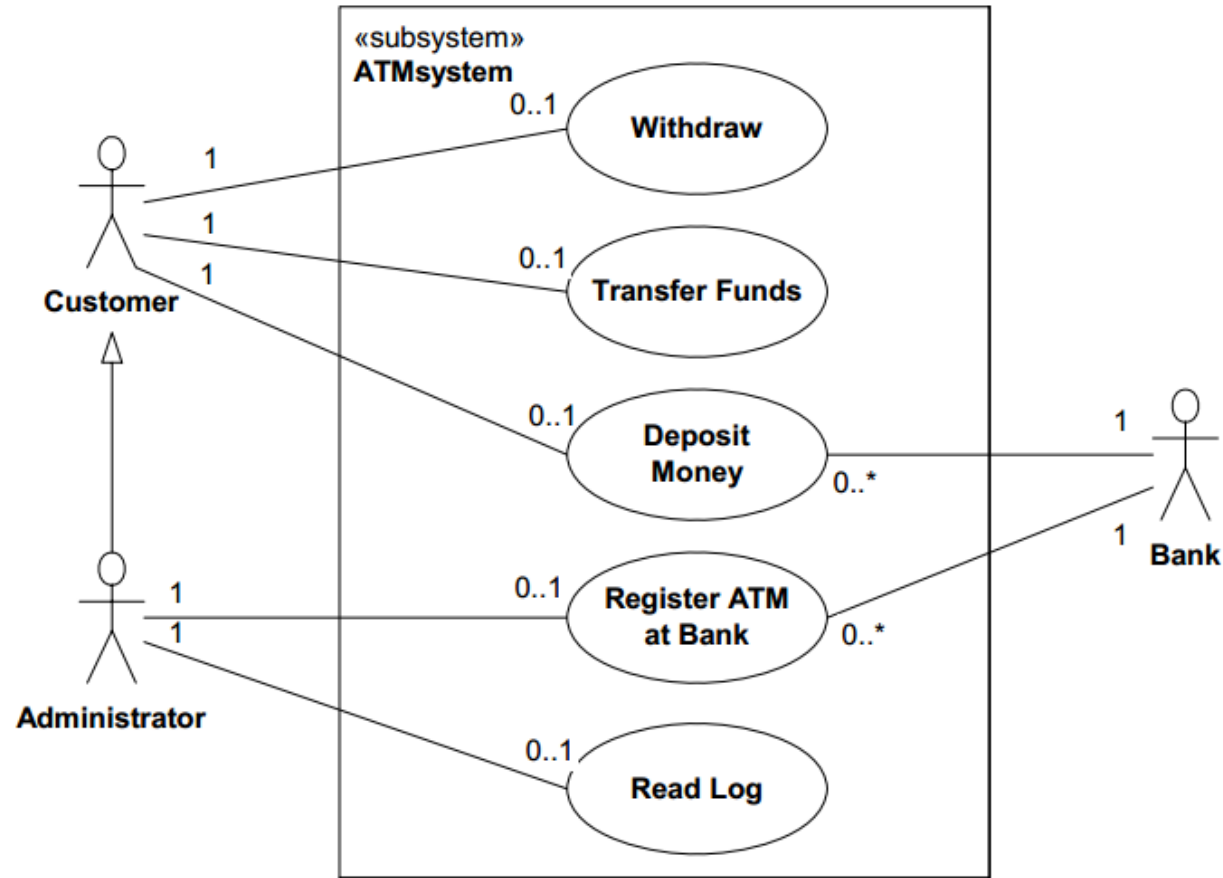 «subsystem»
ATMsystem
0..1
Withdraw
1
1
0..1
Transfer Funds
1
Customer
0..1
Deposit
Money
1
0..*
1
Bank
1
0..1
Register ATM
at Bank
0..*
1
Administrator
0..1
Read Log